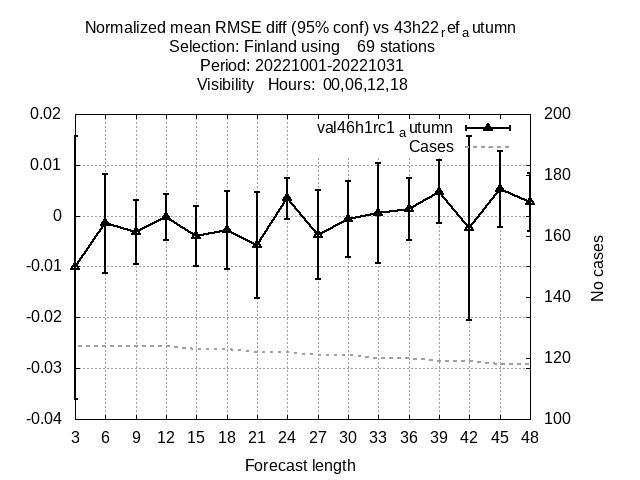 Normalized mean RMSE diff (95% conf) vs 43h22refautumn
Selection: Finland using    69 stations
Period: 20221001-20221031
Visibility   Hours: 00,06,12,18
0.02
0.01
0
-0.01
-0.02
-0.03
-0.04
200
180
160
140
120
100
val46h1rc1autumn
Cases
No cases
3 6 9 12 15 18 21 24 27 30 33 36 39 42 45 48
Forecast length